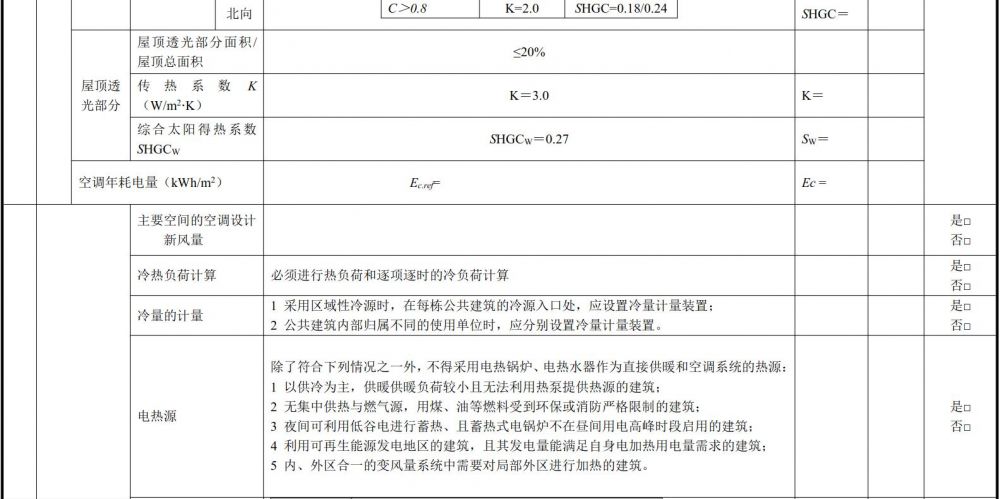 北向 C＞0.8 K=2.0 SHGC=0.18/0.24 SHGC＝
屋顶透光部分
屋顶透光部分面积/屋顶总面积 ≤20%
传热系数 K（W/m²·K） K＝3.0 K＝
综合太阳得热系数 SHGCW SHGCW＝0.27 SW＝
空调年耗电量（kWh/m²） Ec.ref= Ec =
主要空间的空调设计新风量 是□ 否□
冷热负荷计算 必须进行热负荷和逐项逐时的冷负荷计算 是□ 否□
冷量的计量
1 采用区域性冷源时，在每栋公共建筑的冷源入口处，应设置冷量计量装置；
2 公共建筑内部归属不同的使用单位时，应分别设置冷量计量装置。
是□
否□
电热源
除了符合下列情况之一外，不得采用电热锅炉、电热水器作为直接供暖和空调系统的热源：
1 以供冷为主，供暖供暖负荷较小且无法利用热泵提供热源的建筑；
2 无集中供热与燃气源，用煤、油等燃料受到环保或消防严格限制的建筑；
3 夜间可利用低谷电进行蓄热、且蓄热式电锅炉不在昼间用电高峰时段启用的建筑；
4 利用可再生能源发电地区的建筑，且其发电量能满足自身电加热用电量需求的建筑；
5 内、外区合一的变风量系统中需要对局部外区进行加热的建筑。
是□
否□